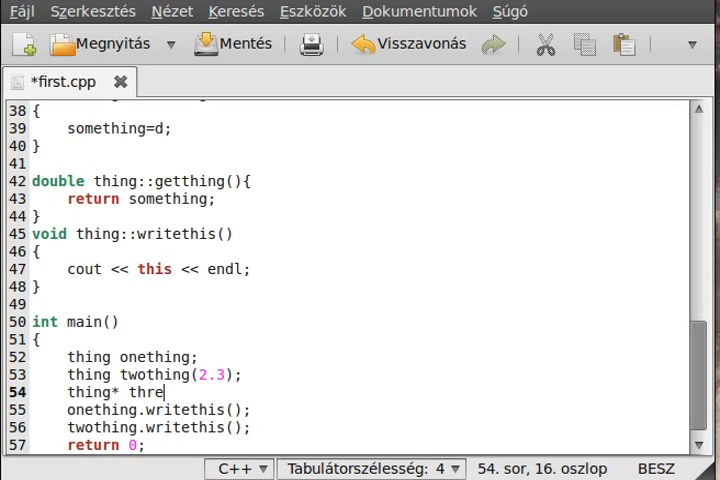 Fájl Szerkesztés Nézet Keresés Eszközök Dokumentumok Súgó
Megnyitás Mentés Visszavonás
*first.cpp
38 {
39 something=d;
40 }
41
42 double thing::getthing(){
43 return something;
44 }
45 void thing::writethis()
46 {
47 cout << this << endl;
48 }
49
50 int main()
51 {
52 thing onething;
53 thing twothing(2.3);
54 thing* thre
55 onething.writethis();
56 twothing.writethis();
57 return 0;
C++ Tabulátorszélesség: 4 54. sor, 16. oszlop BESZ